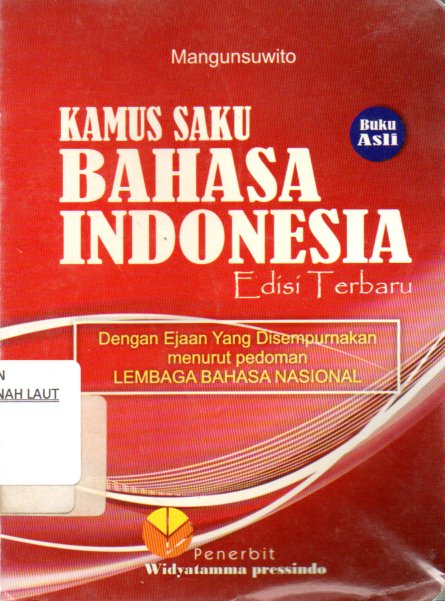 Mangunsuwito
KAMUS SAKU
BAHASA
INDONESIA
Buku
Asli
Edisi Terbaru
Dengan Ejaan Yang Disempurnakan
menurut pedoman
LEMBAGA BAHASA NASIONAL
NAH LAUT
Penerbit
Widyatamma pressindo